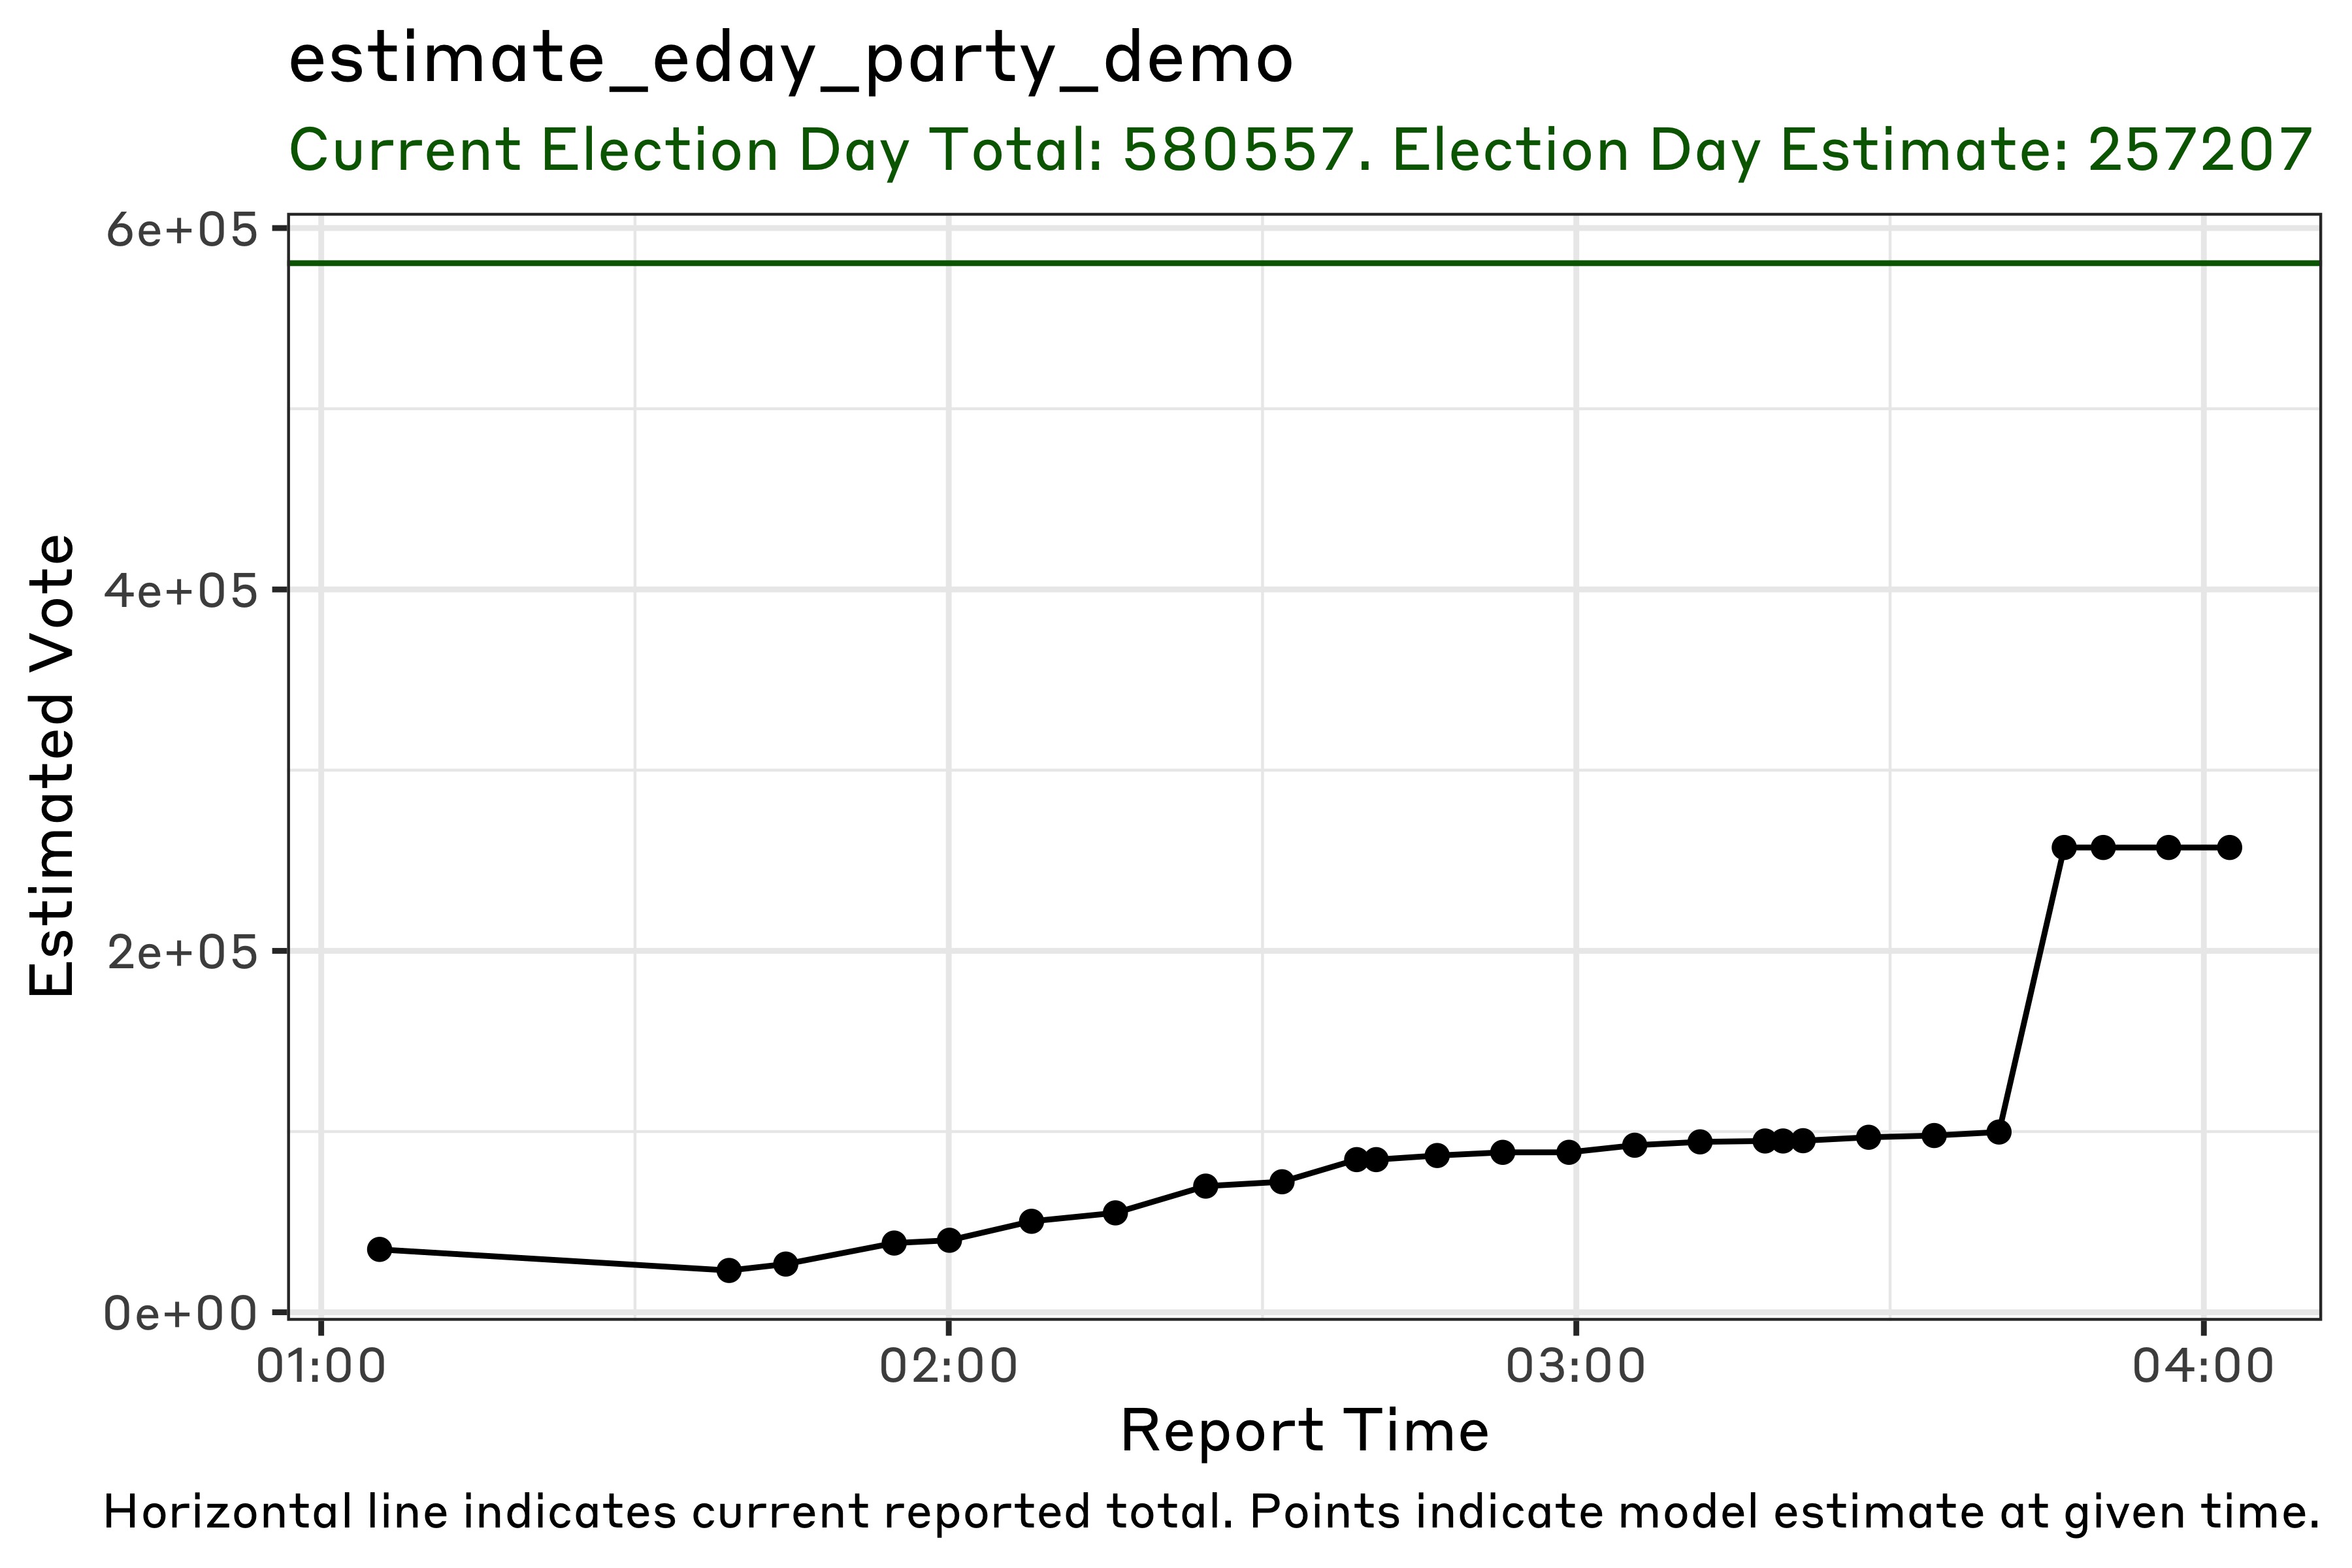 estimate_eday_party_demo
Current Election Day Total: 580557. Election Day Estimate: 257207
6e+05
4e+05
2e+05
0e+00
Estimated Vote
01:00 02:00 03:00 04:00
Report Time
Horizontal line indicates current reported total. Points indicate model estimate at given time.